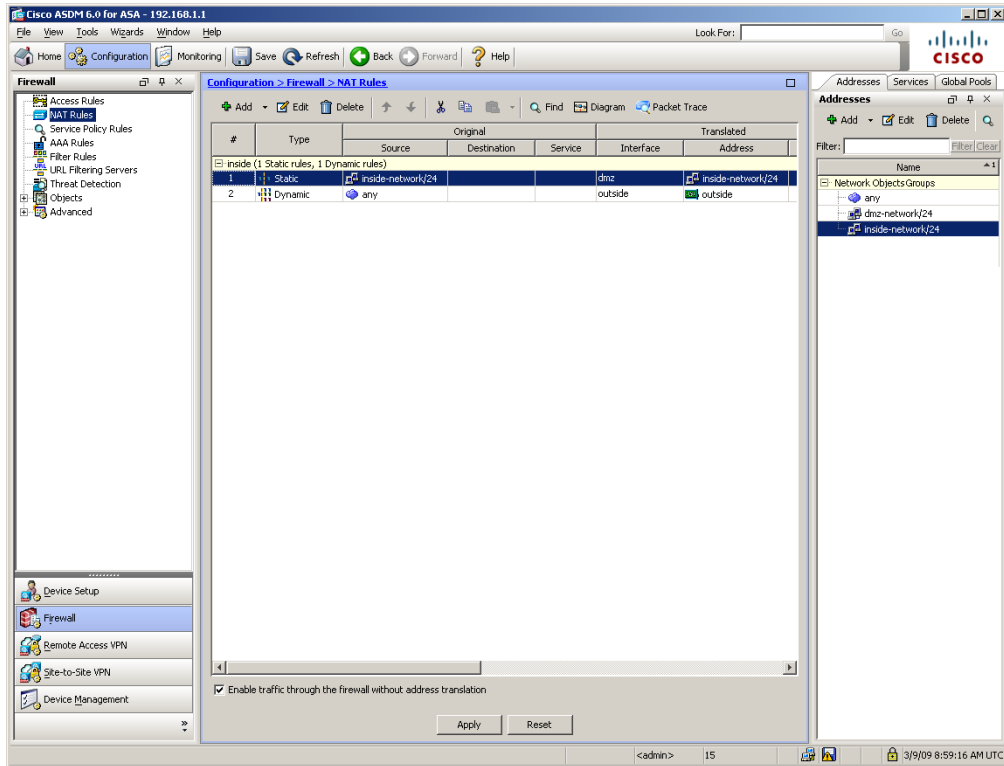 Cisco ASDM 6.0 for ASA - 192.168.1.1
File View Tools Wizards Window Help Look For: Go
Home Configuration Monitoring Save Refresh Back Forward Help
CISCO
Firewall
Access Rules
NAT Rules
Service Policy Rules
AAA Rules
Filter Rules
URL Filtering Servers
Threat Detection
Objects
Advanced
Device Setup
Firewall
Remote Access VPN
Site-to-Site VPN
Device Management
Configuration > Firewall > NAT Rules
Add Edit Delete Find Diagram Packet Trace
# Type Original Translated
Source Destination Service Interface Address
inside (1 Static rules, 1 Dynamic rules)
1 Static inside-network/24 dmz inside-network/24
2 Dynamic any outside outside
Enable traffic through the firewall without address translation
Apply Reset
Addresses Services Global Pools
Addresses
Add Edit Delete
Filter: Filter Clear
Name 1
Network Objects Groups
any
dmz-network/24
inside-network/24
<admin> 15 3/9/09 8:59:16 AM UTC